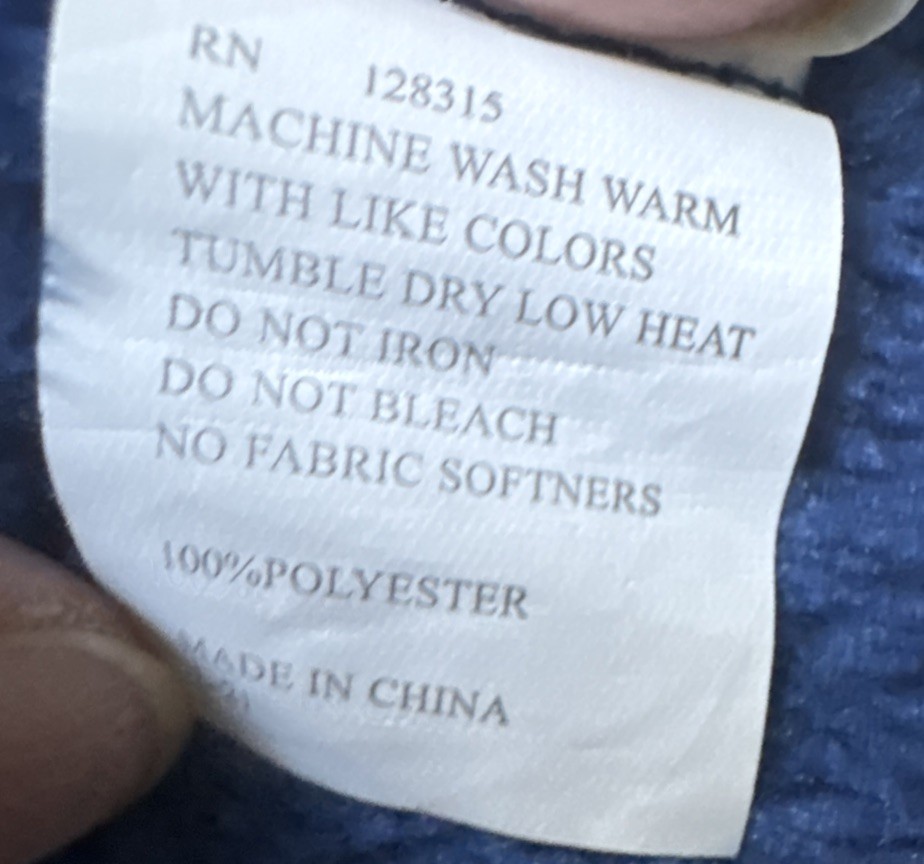 RN 128315
MACHINE WASH WARM
WITH LIKE COLORS
TUMBLE DRY LOW HEAT
DO NOT IRON
DO NOT BLEACH
NO FABRIC SOFTNERS
100%POLYESTER
MADE IN CHINA